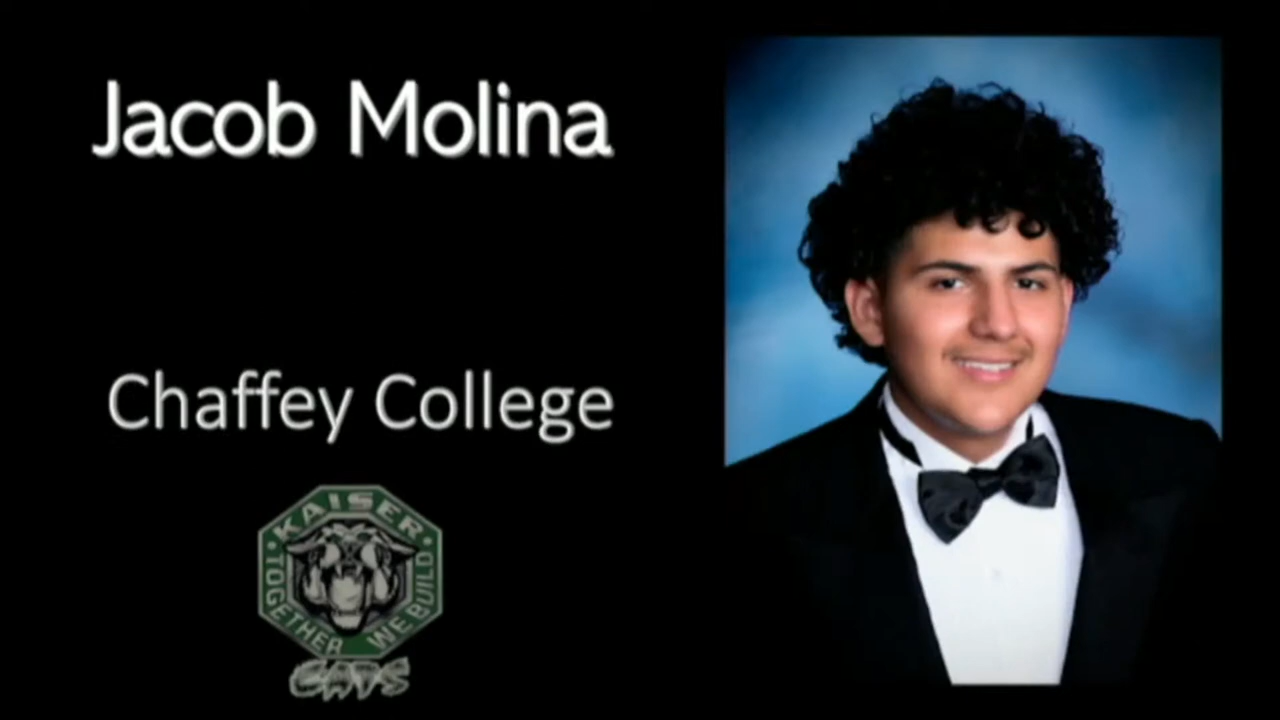 Jacob Molina
Chaffey College
KAISER
TOGETHER WE BUILD
CATS